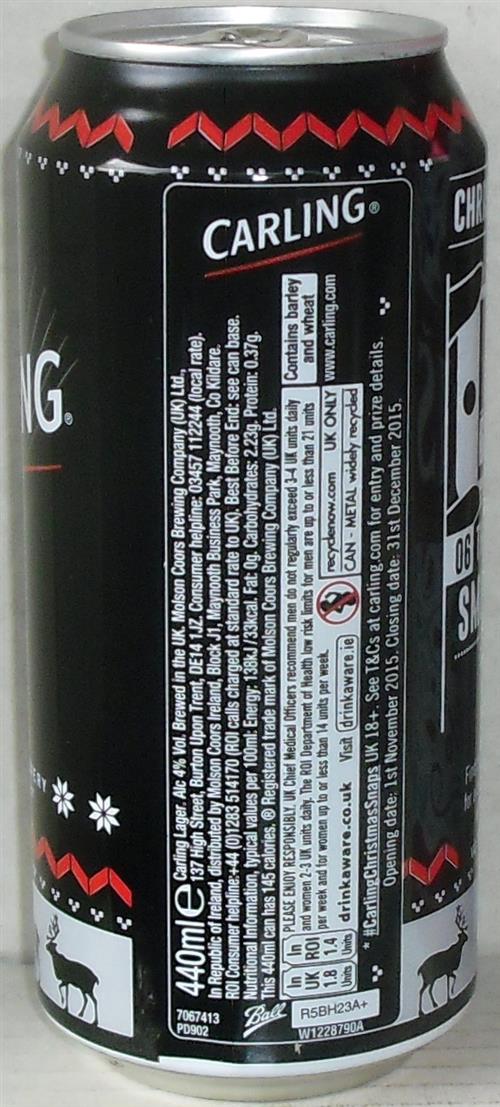 NG®
CARLING®
440ml e Carling Lager. Alc 4% Vol. Brewed in the UK. Molson Coors Brewing Company (UK) Ltd.,
137 High Street, Burton Upon Trent, DE14 1JZ. Consumer helpline: 03457 112244 (local rate).
In Republic of Ireland, distributed by Molson Coors Ireland, Block J1, Maynooth Business Park, Maynooth, Co Kildare.
ROI Consumer helpline:+44 (0)1283 514170 (ROI calls charged at standard rate to UK). Best Before End: see can base.
Nutritional Information, typical values per 100ml: Energy: 138kJ/33kcal. Fat: 0g. Carbohydrates: 2.23g. Protein: 0.37g.
This 440ml can has 145 calories. ® Registered trade mark of Molson Coors Brewing Company (UK) Ltd.
Contains barley
and wheat
www.carling.com
In UK 1.8 Units
In ROI 1.4 Units
PLEASE ENJOY RESPONSIBLY UK Chief Medical Officers recommend men do not regularly exceed 3-4 UK units daily
and women 2-3 UK units daily. The ROI Department of Health low risk limits for men are up to or less than 21 units
per week and for women up to or less than 14 units per week.
drinkaware.co.uk Visit drinkaware.ie
recyclenow.com UK ONLY
CAN - METAL widely recycled
* #CarlingChristmasSnaps UK 18+. See T&Cs at carling.com for entry and prize details.
Opening date: 1st November 2015. Closing date: 31st December 2015.
7067413
PD902
Ball
R5BH23A+
W1228790A
CHR
06
SN
ERY